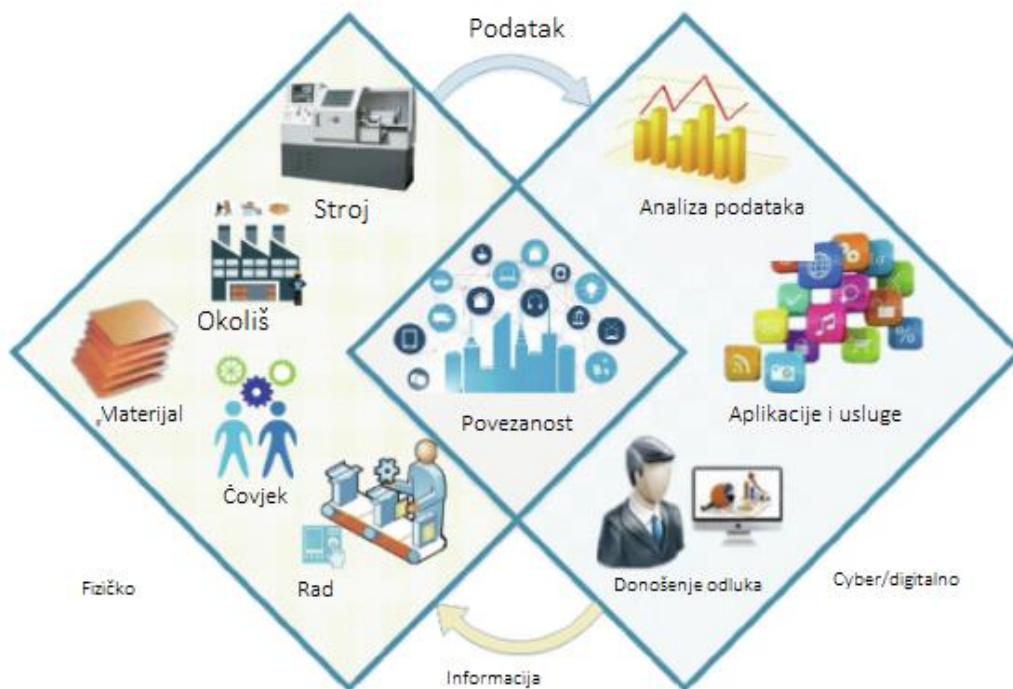 Podatak
Stroj
Analiza podataka
Okoliš
Materijal
Povezanost
Aplikacije i usluge
Čovjek
Fizičko
Rad
Donošenje odluka
Cyber/digitalno
Informacija